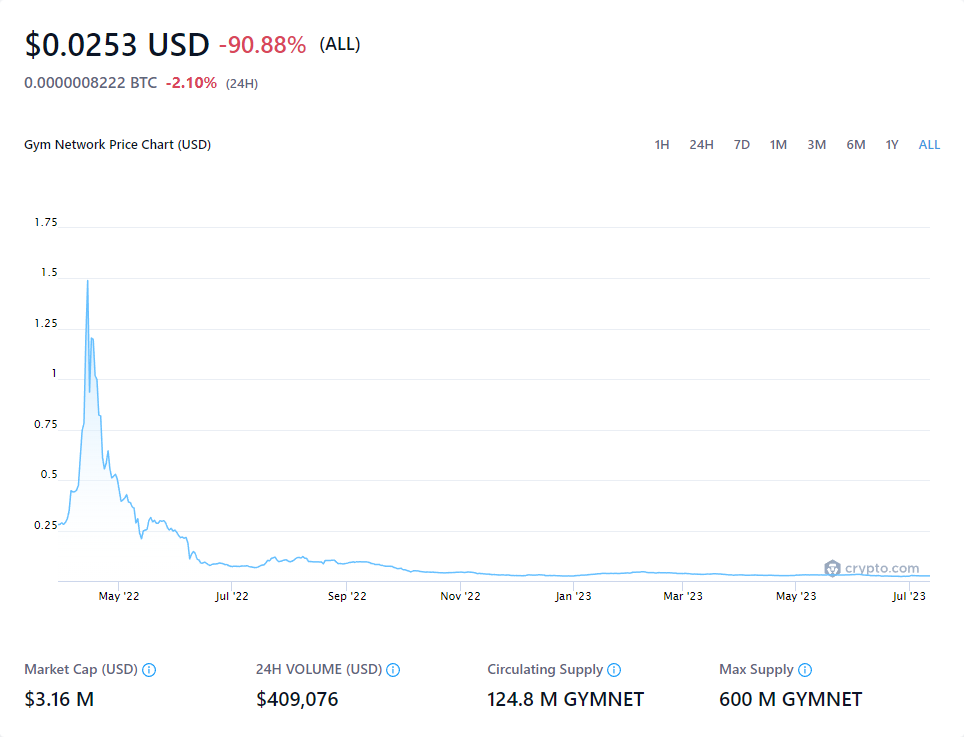 $0.0253 USD -90.88% (ALL)
0.0000008222 BTC -2.10% (24H)
Gym Network Price Chart (USD) 1H 24H 7D 1M 3M 6M 1Y ALL
1.75
1.5
1.25
1
0.75
0.5
0.25
crypto.com
May '22 Jul '22 Sep '22 Nov '22 Jan '23 Mar '23 May '23 Jul '23
Market Cap (USD) 24H VOLUME (USD) Circulating Supply Max Supply
$3.16 M $409,076 124.8 M GYMNET 600 M GYMNET